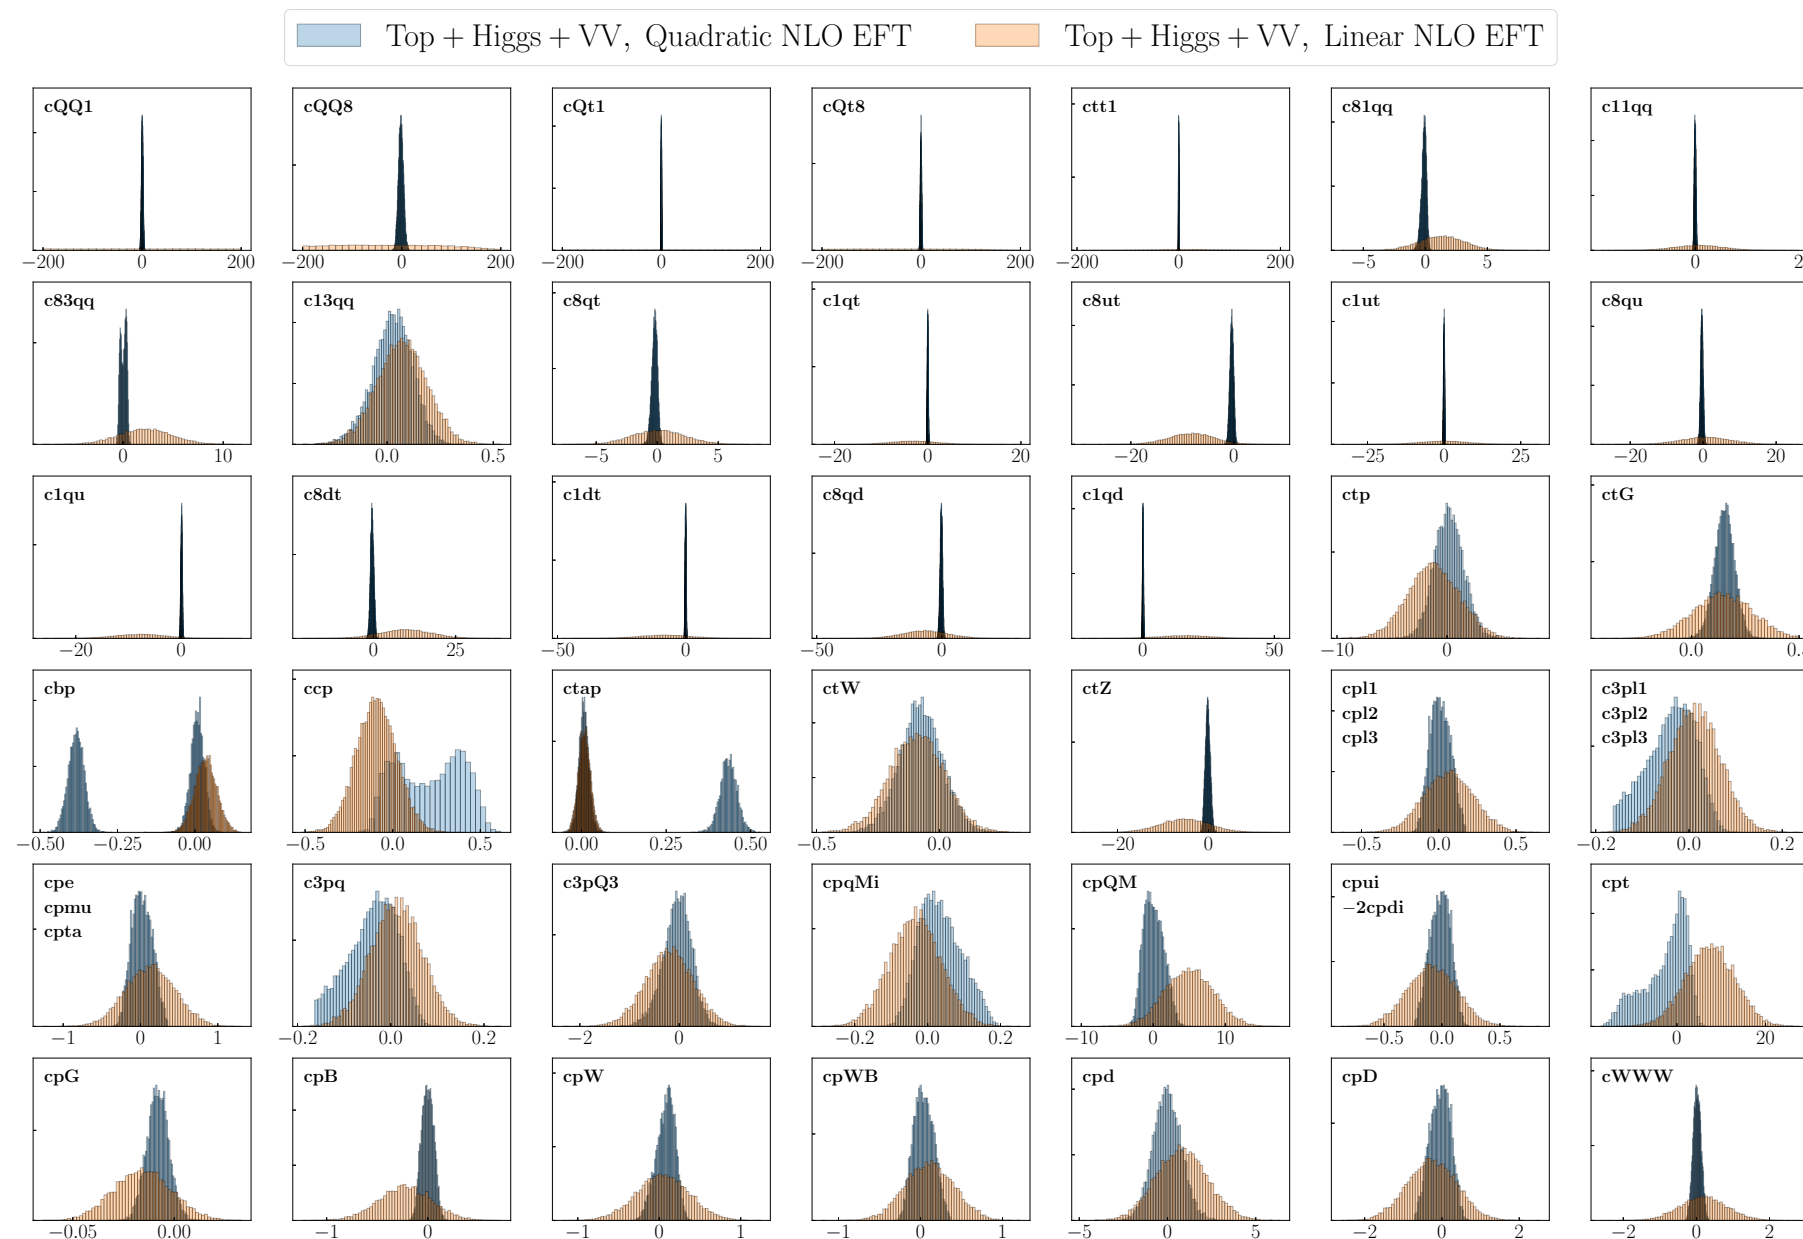 Top + Higgs + VV, Quadratic NLO EFT Top + Higgs + VV, Linear NLO EFT
cQQ1 cQQ8 cQt1 cQt8 ctt1 c81qq c11qq
−200 0 200 −200 0 200 −200 0 200 −200 0 200 −200 0 200 −5 0 5 0
c83qq c13qq c8qt c1qt c8ut c1ut c8qu
0 10 0.0 0.5 −5 0 5 −20 0 20 −20 0 −25 0 25 −20 0 20
c1qu c8dt c1dt c8qd c1qd ctp ctG
−20 0 0 25 −50 0 −50 0 0 50 −10 0 0.0
cbp ccp ctap ctW ctZ cpl1 c3pl1
cpl2 c3pl2
cpl3 c3pl3
−0.50 −0.25 0.00 −0.5 0.0 0.5 0.00 0.25 0.50 −0.5 0.0 −20 0 −0.5 0.0 0.5 −0.2 0.0 0.2
cpe c3pq c3pQ3 cpqMi cpQM cpui cpt
cpmu −2cpdi
cpta
−1 0 1 −0.2 0.0 0.2 −2 0 −0.2 0.0 0.2 −10 0 10 −0.5 0.0 0.5 0 20
cpG cpB cpW cpWB cpd cpD cWWW
−0.05 0.00 −1 0 −1 0 1 −1 0 1 −5 0 5 −2 0 2 −2 0 2